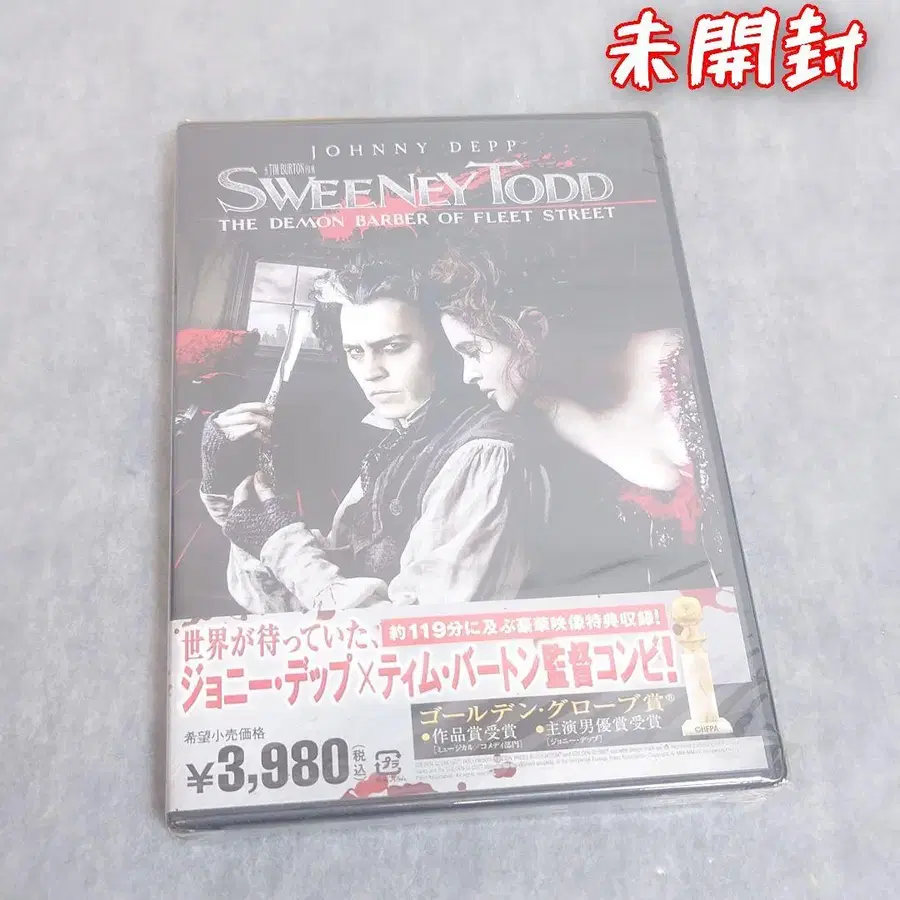 未開封
JOHNNY DEPP
A TIM BURTON FILM
SWEENEY TODD
THE DEMON BARBER OF FLEET STREET
約119分に及ぶ豪華映像特典収録!
世界が待っていた、
ジョニー・デップ×ティム・バートン監督コンビ!
ゴールデン・グローブ賞®
•作品賞受賞 •主演男優賞受賞
[ミュージカル/コメディ部門] [ジョニー・デップ]
希望小売価格
¥3,980(税込)
プラ